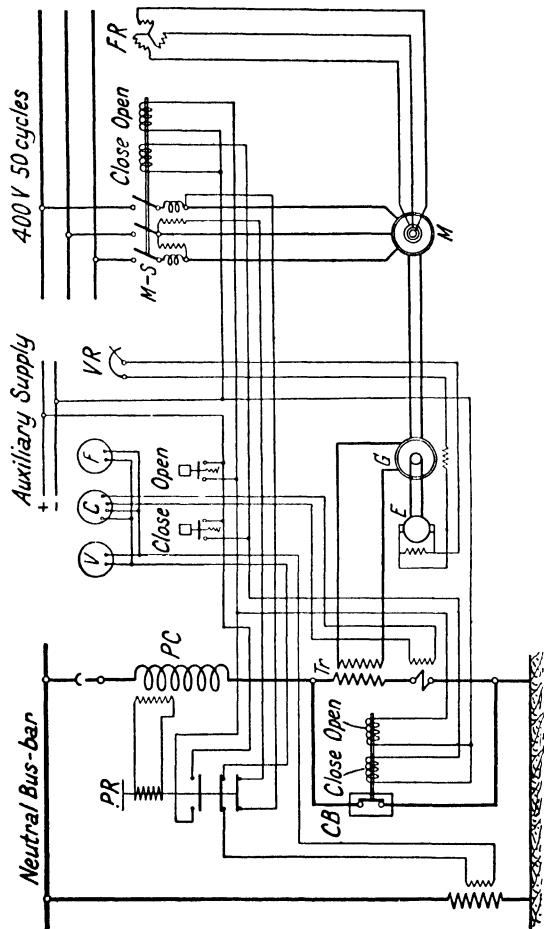 Neutral Bus-bar
Auxiliary Supply
+
-
400 V 50 cycles
V
C
F
VR
FR
M-S
Close Open
Close Open
PC
PR
Tr
Close Open
CB
E
G
M